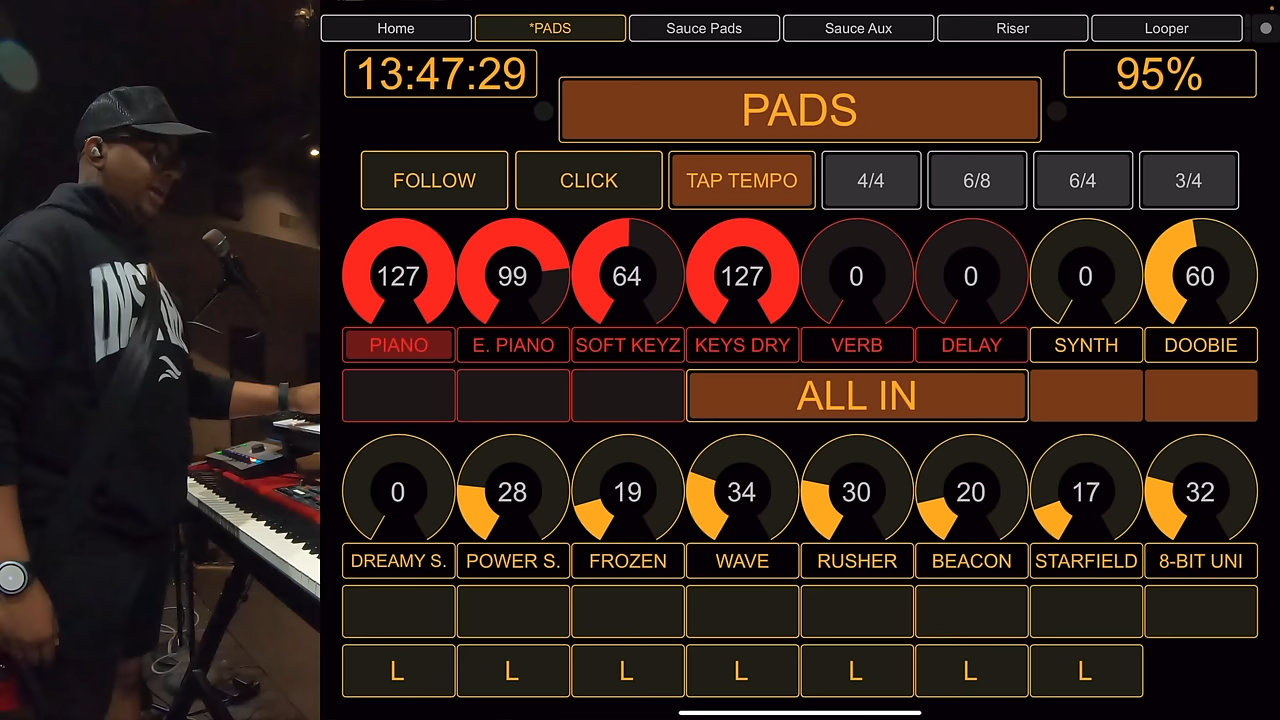 Home *PADS Sauce Pads Sauce Aux Riser Looper
13:47:29 95%
PADS
FOLLOW CLICK TAP TEMPO 4/4 6/8 6/4 3/4
127 99 64 127 0 0 0 60
PIANO E. PIANO SOFT KEYZ KEYS DRY VERB DELAY SYNTH DOOBIE
ALL IN
0 28 19 34 30 20 17 32
DREAMY S. POWER S. FROZEN WAVE RUSHER BEACON STARFIELD 8-BIT UNI
L L L L L L L